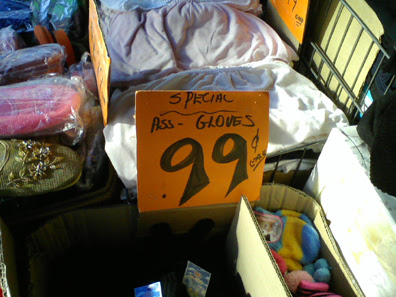 SPECIAL
ASS- GLOVES
.99¢